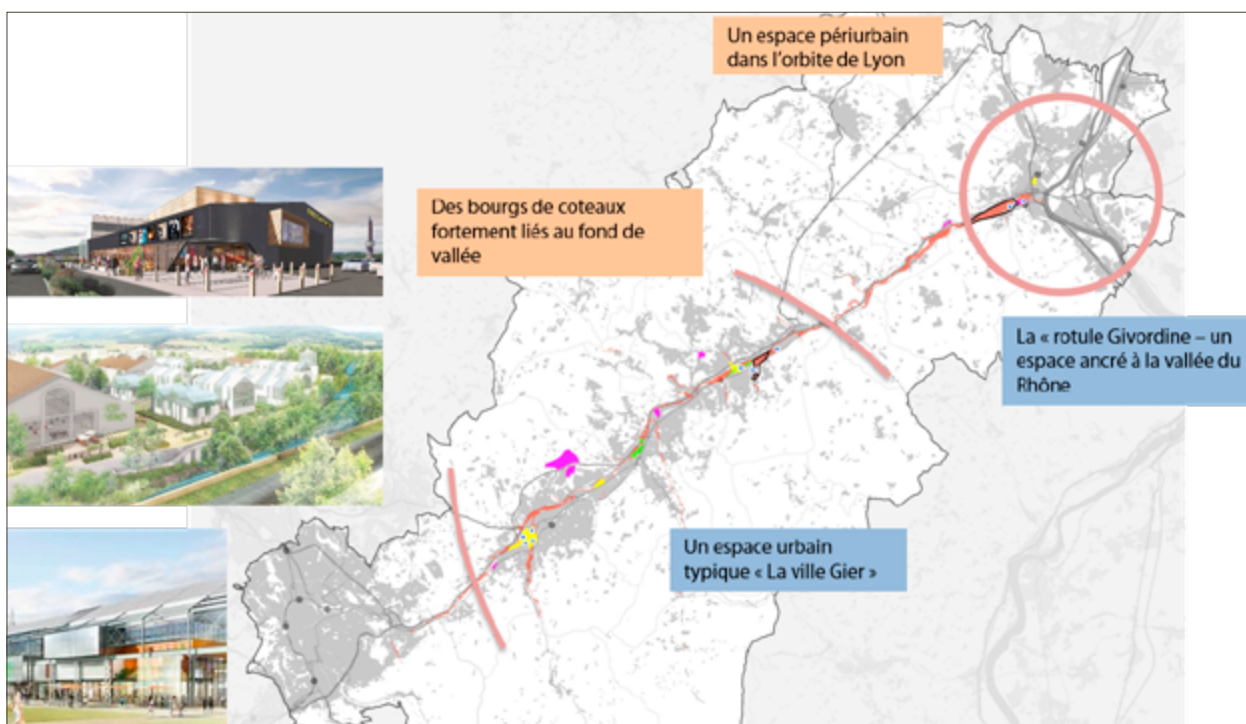 Un espace périurbain
dans l'orbite de Lyon
Des bourgs de coteaux
fortement liés au fond de
vallée
La « rotule Givordine – un
espace ancré à la vallée du
Rhône
Un espace urbain
typique « La ville Gier »